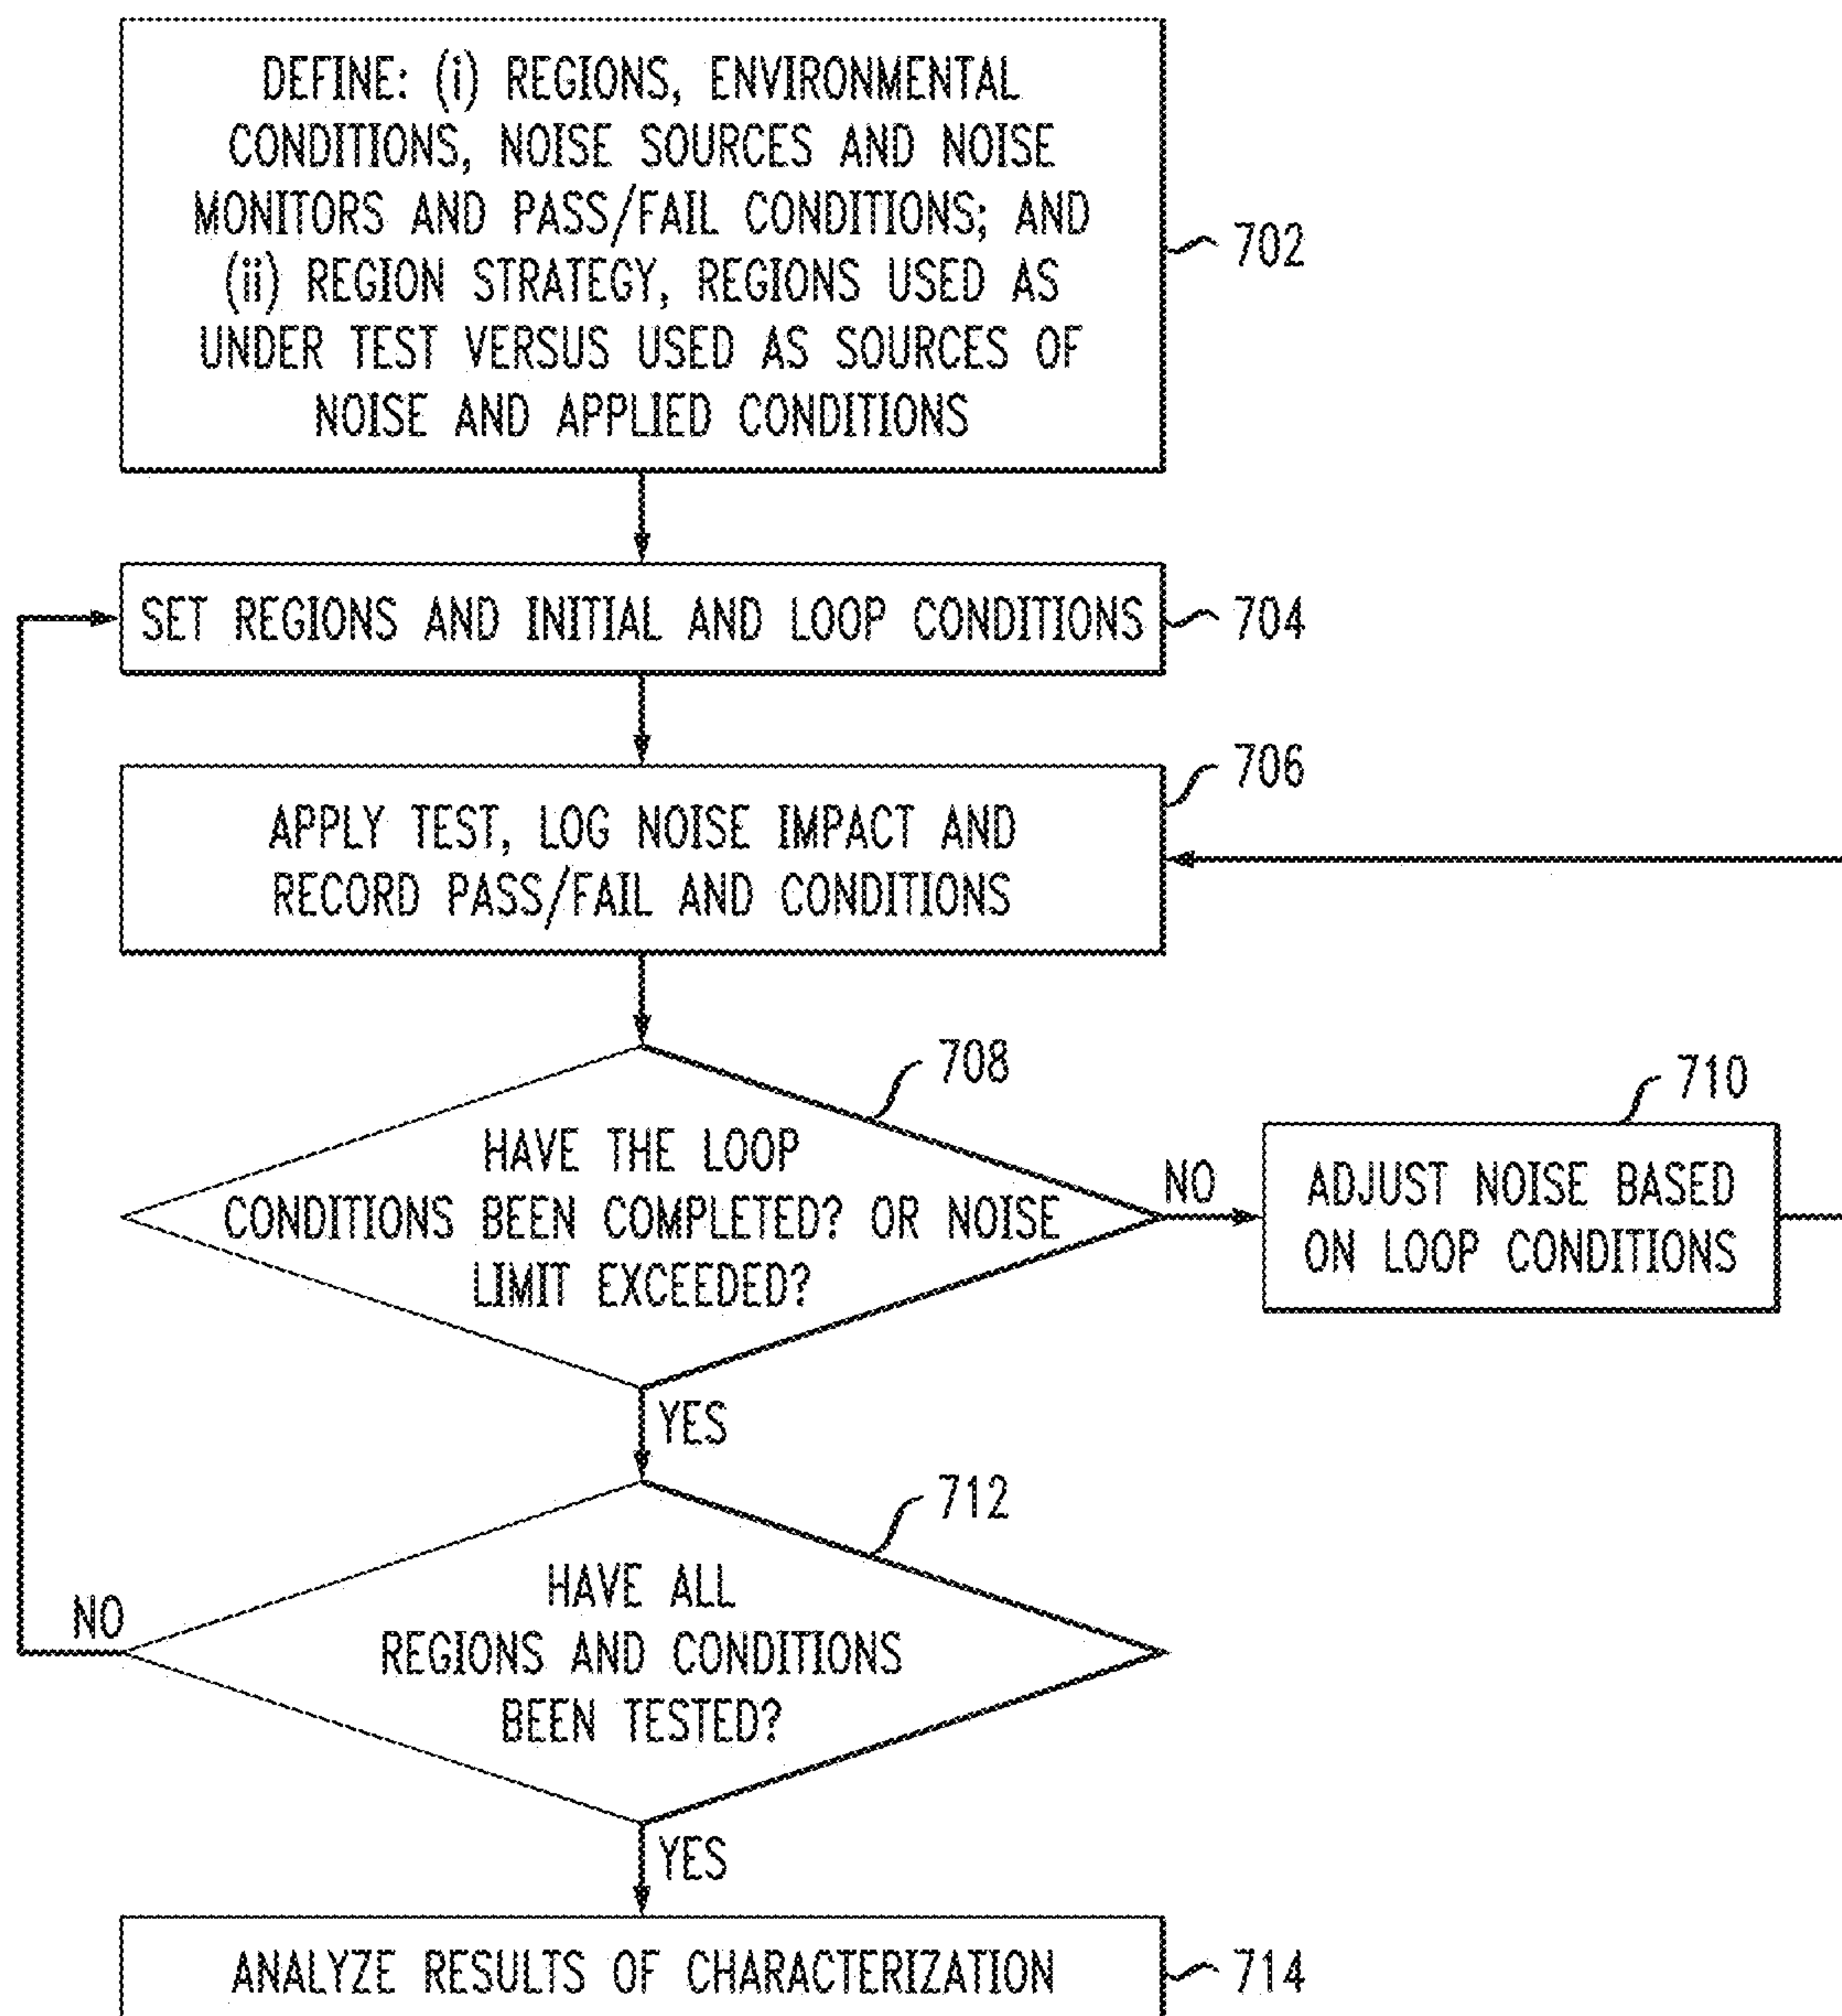 DEFINE: (i) REGIONS, ENVIRONMENTAL
CONDITIONS, NOISE SOURCES AND NOISE
MONITORS AND PASS/FAIL CONDITIONS; AND
(ii) REGION STRATEGY, REGIONS USED AS
UNDER TEST VERSUS USED AS SOURCES OF
NOISE AND APPLIED CONDITIONS
702
SET REGIONS AND INITIAL AND LOOP CONDITIONS
704
706
APPLY TEST, LOG NOISE IMPACT AND
RECORD PASS/FAIL AND CONDITIONS
708
HAVE THE LOOP
CONDITIONS BEEN COMPLETED? OR NOISE
LIMIT EXCEEDED?
NO
710
ADJUST NOISE BASED
ON LOOP CONDITIONS
YES
712
HAVE ALL
REGIONS AND CONDITIONS
BEEN TESTED?
NO
YES
ANALYZE RESULTS OF CHARACTERIZATION
714